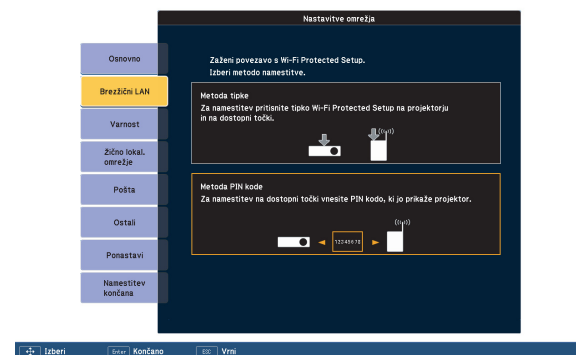 Nastavitve omrežja
Osnovno
Brezžični LAN
Varnost
Žično lokal.
omrežje
Pošta
Ostali
Ponastavi
Namestitev
končana
Zaženi povezavo s Wi-Fi Protected Setup.
Izberi metodo namestitve.
Metoda tipke
Za namestitev pritisnite tipko Wi-Fi Protected Setup na projektorju
in na dostopni točki.
Metoda PIN kode
Za namestitev na dostopni točki vnesite PIN kodo, ki jo prikaže projektor.
12345678
Izberi
Enter Končano
ESC Vrni